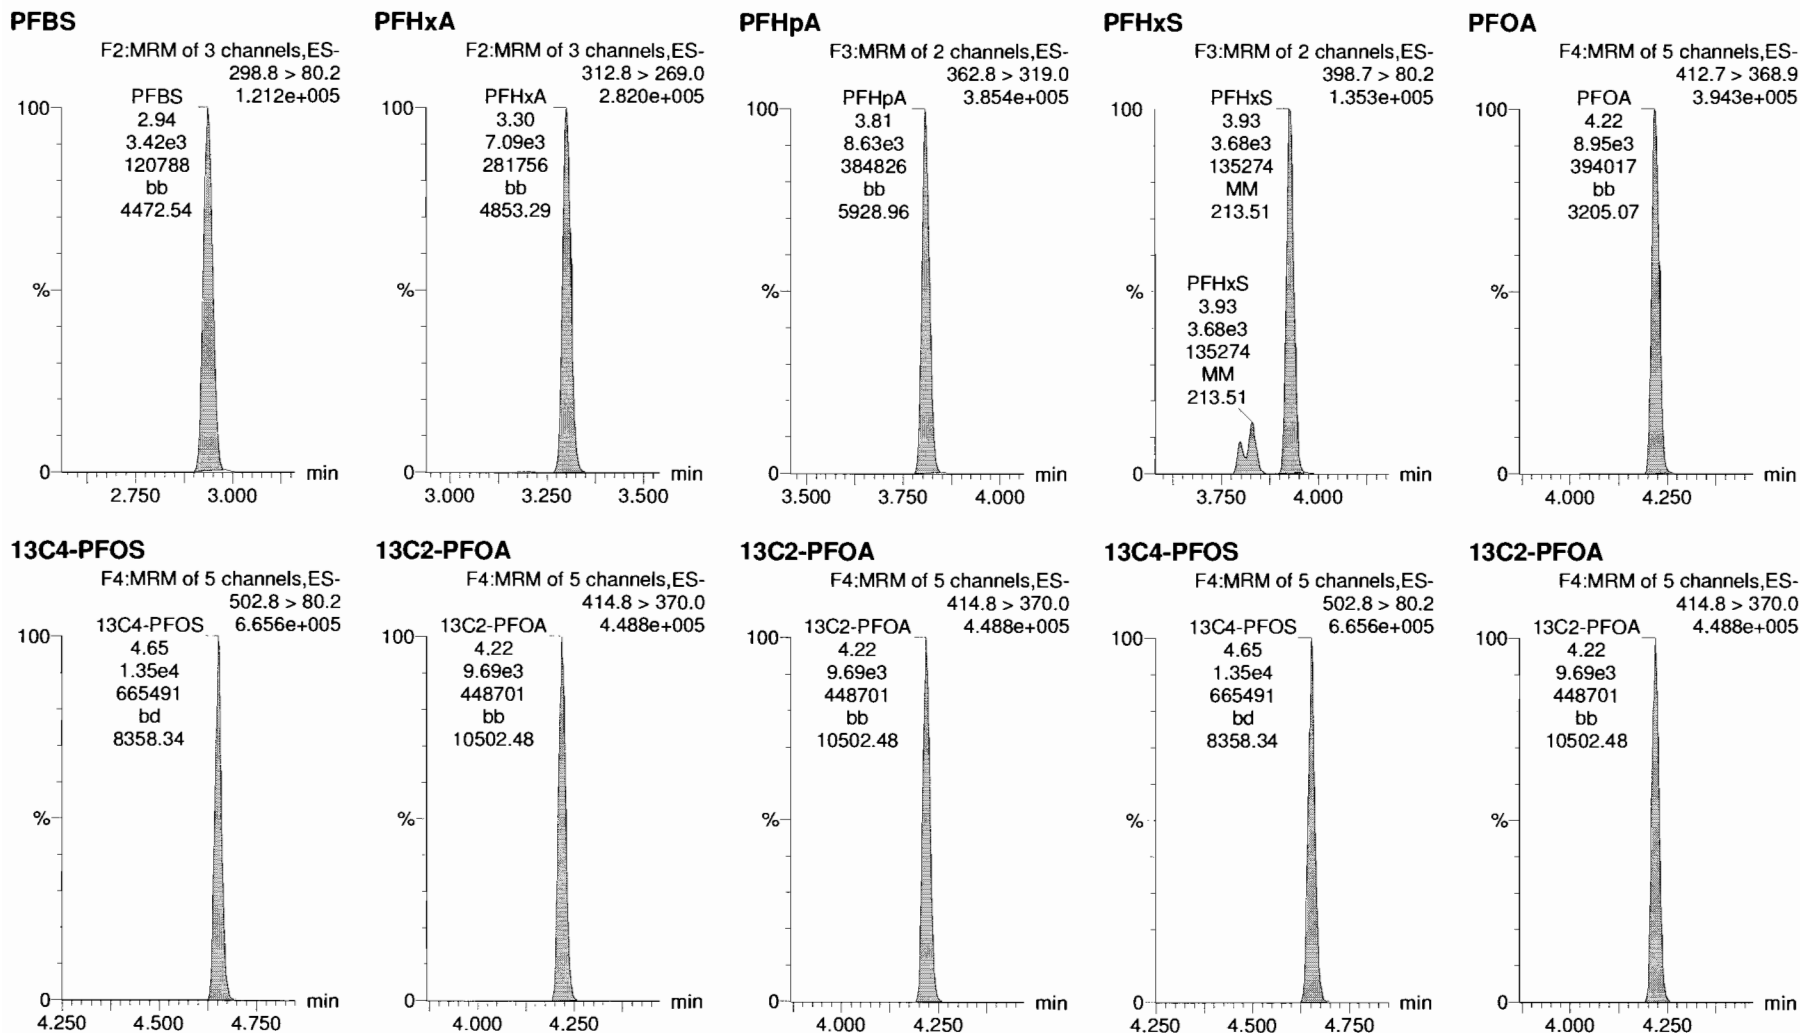 PFBS
F2:MRM of 3 channels,ES-
298.8 > 80.2
1.212e+005
PFBS
2.94
3.42e3
120788
bb
4472.54
100
%
0
2.750
3.000
min
PFHxA
F2:MRM of 3 channels,ES-
312.8 > 269.0
2.820e+005
PFHxA
3.30
7.09e3
281756
bb
4853.29
100
%
0
3.000
3.250
3.500
min
PFHpA
F3:MRM of 2 channels,ES-
362.8 > 319.0
3.854e+005
PFHpA
3.81
8.63e3
384826
bb
5928.96
100
%
0
3.500
3.750
4.000
min
PFHxS
F3:MRM of 2 channels,ES-
398.7 > 80.2
1.353e+005
PFHxS
3.93
3.68e3
135274
MM
213.51
PFHxS
3.93
3.68e3
135274
MM
213.51
100
%
0
3.750
4.000
min
PFOA
F4:MRM of 5 channels,ES-
412.7 > 368.9
3.943e+005
PFOA
4.22
8.95e3
394017
bb
3205.07
100
%
0
4.000
4.250
min
13C4-PFOS
F4:MRM of 5 channels,ES-
502.8 > 80.2
6.656e+005
13C4-PFOS
4.65
1.35e4
665491
bd
8358.34
100
%
0
4.250
4.500
4.750
min
13C2-PFOA
F4:MRM of 5 channels,ES-
414.8 > 370.0
4.488e+005
13C2-PFOA
4.22
9.69e3
448701
bb
10502.48
100
%
0
4.000
4.250
min
13C2-PFOA
F4:MRM of 5 channels,ES-
414.8 > 370.0
4.488e+005
13C2-PFOA
4.22
9.69e3
448701
bb
10502.48
100
%
0
4.000
4.250
min
13C4-PFOS
F4:MRM of 5 channels,ES-
502.8 > 80.2
6.656e+005
13C4-PFOS
4.65
1.35e4
665491
bd
8358.34
100
%
0
4.250
4.500
4.750
min
13C2-PFOA
F4:MRM of 5 channels,ES-
414.8 > 370.0
4.488e+005
13C2-PFOA
4.22
9.69e3
448701
bb
10502.48
100
%
0
4.000
4.250
min